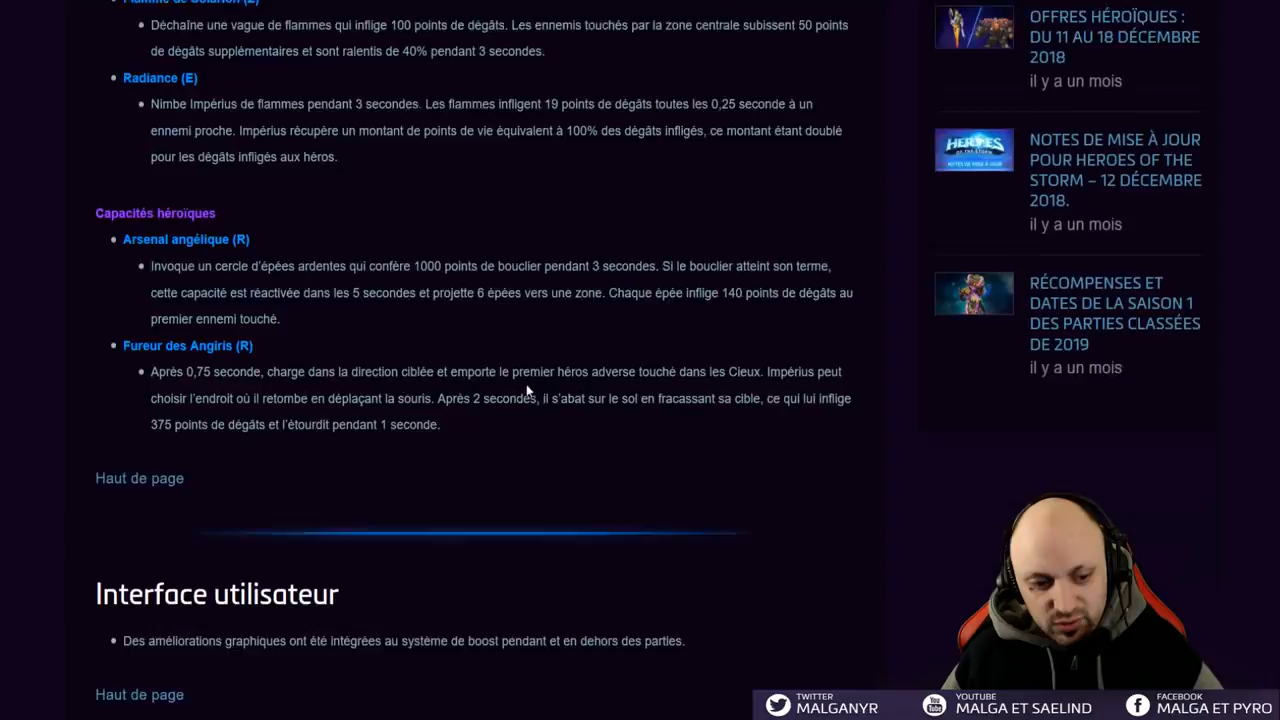 Flamme de Solarion (Z)
Déchaîne une vague de flammes qui inflige 100 points de dégâts. Les ennemis touchés par la zone centrale subissent 50 points
de dégâts supplémentaires et sont ralentis de 40% pendant 3 secondes.
Radiance (E)
Nimbe Impérius de flammes pendant 3 secondes. Les flammes infligent 19 points de dégâts toutes les 0,25 seconde à un
ennemi proche. Impérius récupère un montant de points de vie équivalent à 100% des dégâts infligés, ce montant étant doublé
pour les dégâts infligés aux héros.
Capacités héroïques
Arsenal angélique (R)
Invoque un cercle d’épées ardentes qui confère 1000 points de bouclier pendant 3 secondes. Si le bouclier atteint son terme,
cette capacité est réactivée dans les 5 secondes et projette 6 épées vers une zone. Chaque épée inflige 140 points de dégâts au
premier ennemi touché.
Fureur des Angiris (R)
Après 0,75 seconde, charge dans la direction ciblée et emporte le premier héros adverse touché dans les Cieux. Impérius peut
choisir l’endroit où il retombe en déplaçant la souris. Après 2 secondes, il s’abat sur le sol en fracassant sa cible, ce qui lui inflige
375 points de dégâts et l’étourdit pendant 1 seconde.
Haut de page
Interface utilisateur
Des améliorations graphiques ont été intégrées au système de boost pendant et en dehors des parties.
Haut de page
OFFRES HÉROÏQUES :
DU 11 AU 18 DÉCEMBRE
2018
il y a un mois
HEROES
OF THE STORM
NOTES DE MISE À JOUR
NOTES DE MISE À JOUR
POUR HEROES OF THE
STORM – 12 DÉCEMBRE
2018.
il y a un mois
RÉCOMPENSES ET
DATES DE LA SAISON 1
DES PARTIES CLASSÉES
DE 2019
il y a un mois
TWITTER
MALGANYR
You Tube
YOUTUBE
MALGA ET SAELIND
FACEBOOK
MALGA ET PYRO